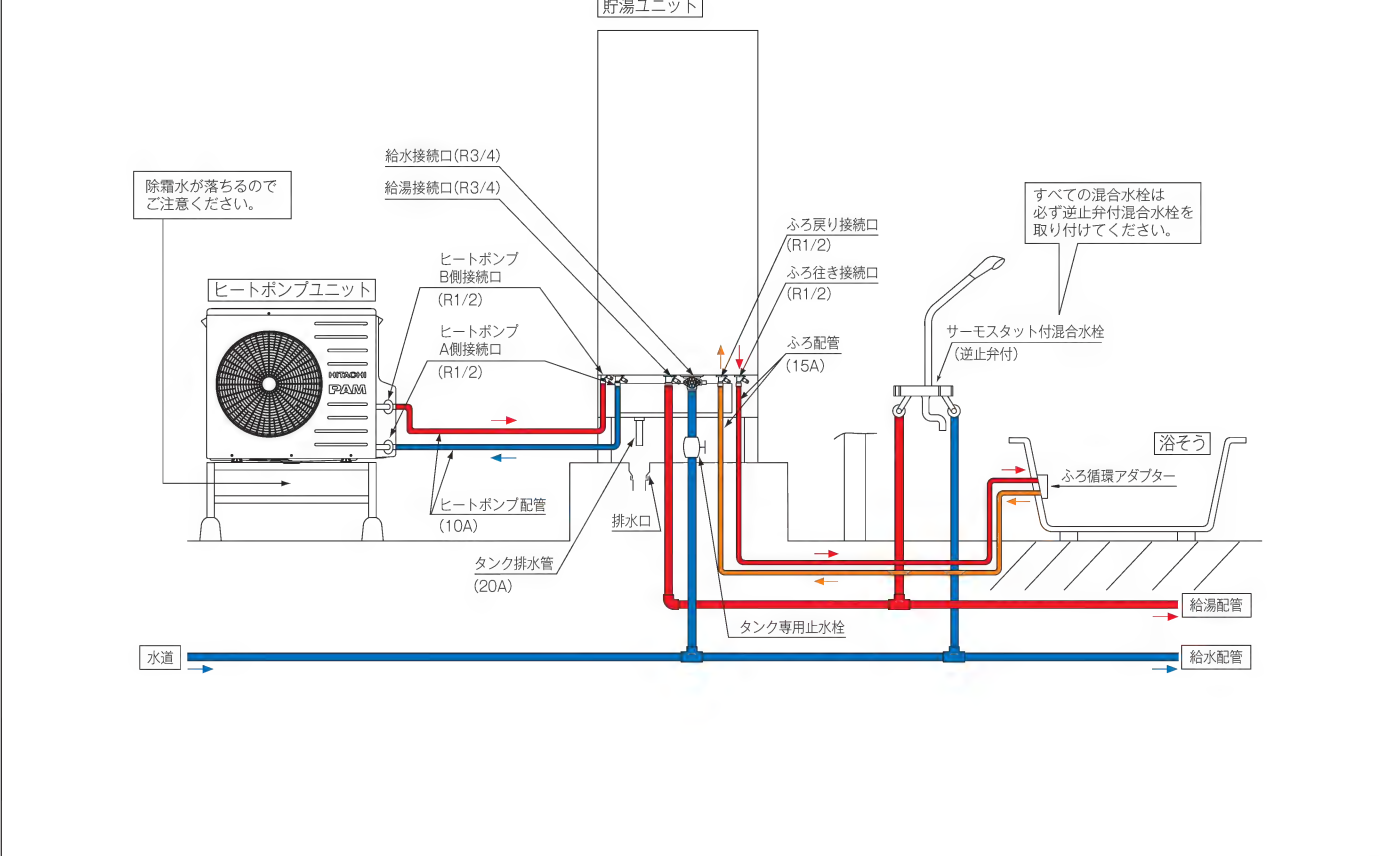 貯湯ユニット
給水接続口(R3/4)
給湯接続口(R3/4)
除霜水が落ちるので
ご注意ください。
すべての混合水栓は
必ず逆止弁付混合水栓を
取り付けてください。
ふろ戻り接続口
(R1/2)
ふろ往き接続口
(R1/2)
ヒートポンプ
B側接続口
(R1/2)
ヒートポンプユニット
ヒートポンプ
A側接続口
(R1/2)
サーモスタット付混合水栓
(逆止弁付)
ふろ配管
(15A)
HITACHI
PAM
浴そう
ふろ循環アダプター
ヒートポンプ配管
(10A)
排水口
タンク排水管
(20A)
給湯配管
タンク専用止水栓
水道
給水配管